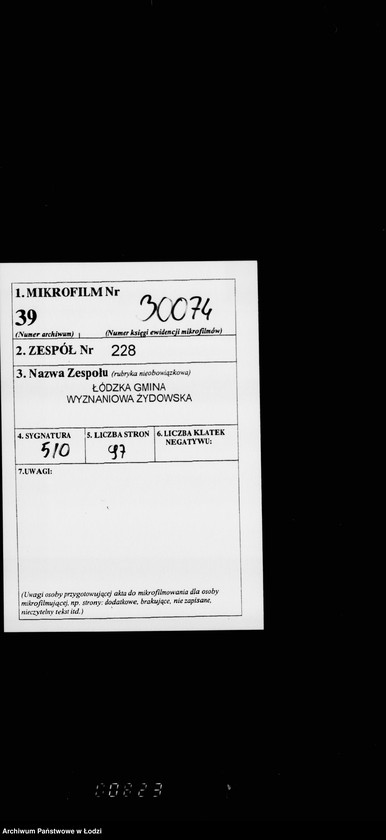 1. MIKROFILM Nr
39 30074
(Numer archiwum) (Numer księgi ewidencji mikrofilmów)
2. ZESPÓŁ Nr 228
3. Nazwa Zespołu (rubryka nieobowiązkowa)
ŁÓDZKA GMINA
WYZNANIOWA ŻYDOWSKA
4. SYGNATURA 5. LICZBA STRON 6. LICZBA KLATEK
NEGATYWU:
510 97
7.UWAGI:
(Uwagi osoby przygotowującej akta do mikrofilmowania dla osoby
mikrofilmującej, np. strony: dodatkowe, brakujące, nie zapisane,
nieczytelny tekst itd.)
00823
Archiwum Państwowe w Łodzi